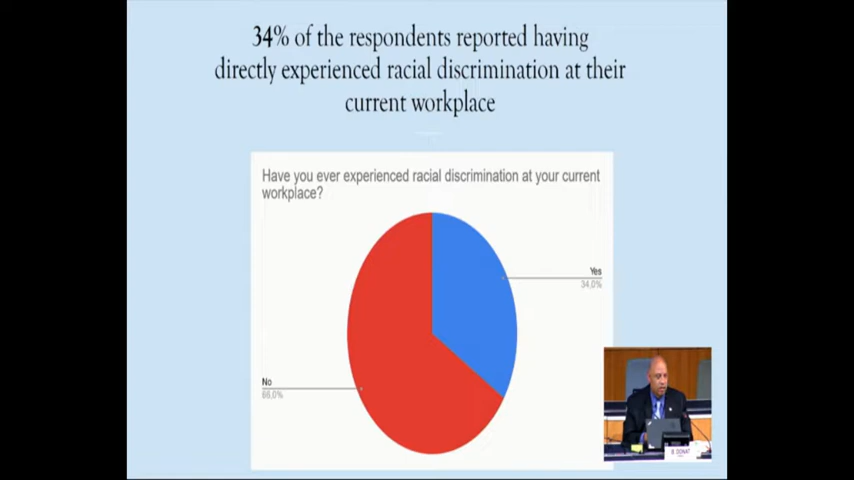 34% of the respondents reported having
directly experienced racial discrimination at their
current workplace
Have you ever experienced racial discrimination at your current
workplace?
Yes
34,0%
No
66,0%
B. DONAT